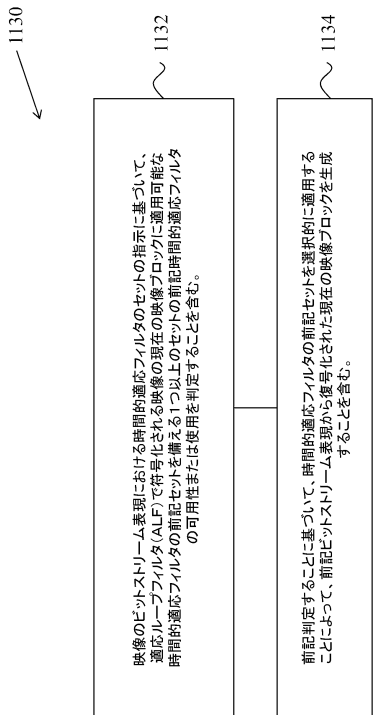 1130
映像のビットストリーム表現における時間的適応フィルタのセットの指示に基づいて、
適応ループフィルタ(ALF)で符号化される映像の現在の映像ブロックに適用可能な
時間的適応フィルタの前記セットを備える1つ以上のセットの前記時間的適応フィルタ
の可用性または使用を判定することを含む。
1132
前記判定することに基づいて、時間的適応フィルタの前記セットを選択的に適用する
ことによって、前記ビットストリーム表現から復号化された現在の映像ブロックを生成
することを含む。
1134